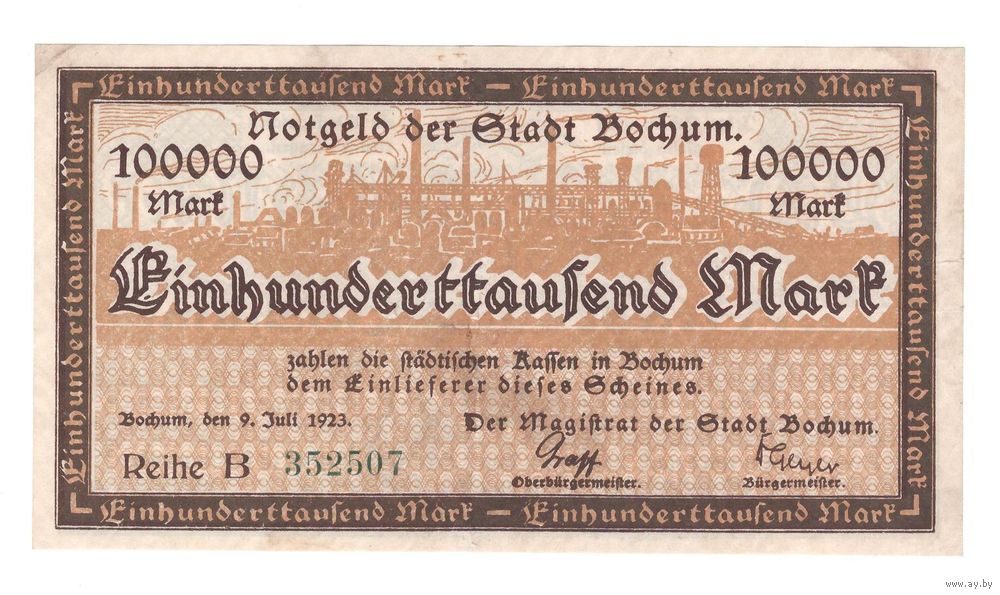 Einhunderttausend Mark — Einhunderttausend Mark
Einhunderttausend Mark
Einhunderttausend Mark
Notgeld der Stadt Bochum.
100000
Mark
100000
Mark
Einhunderttausend Mark
zahlen die städtischen Kassen in Bochum
dem Einlieferer dieses Scheines.
Bochum, den 9. Juli 1923.
Der Magistrat der Stadt Bochum.
Reihe B 352507
Graff
Oberbürgermeister.
Geyer
Bürgermeister.
Einhunderttausend Mark — Einhunderttausend Mark
www.ay.by